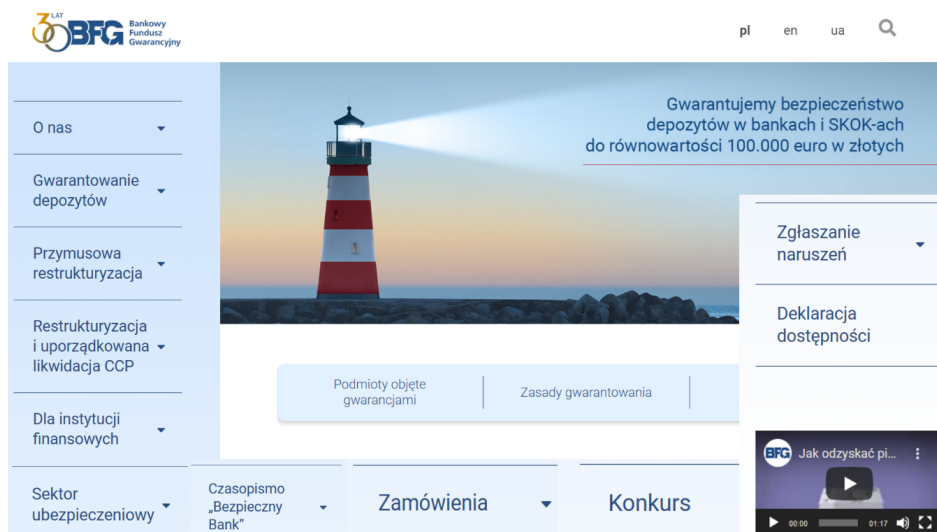 30 LAT
BFG Bankowy
Fundusz
Gwarancyjny
pl en ua
O nas
Gwarantowanie
depozytów
Przymusowa
restrukturyzacja
Restrukturyzacja
i uporządkowana
likwidacja CCP
Dla instytucji
finansowych
Sektor
ubezpieczeniowy
Gwarantujemy bezpieczeństwo
depozytów w bankach i SKOK-ach
do równowartości 100.000 euro w złotych
Podmioty objęte
gwarancjami
Zasady gwarantowania
Czasopismo
„Bezpieczny
Bank”
Zamówienia
Konkurs
Zgłaszanie
naruszeń
Deklaracja
dostępności
BFG Jak odzyskać pi...
00:00 01:17